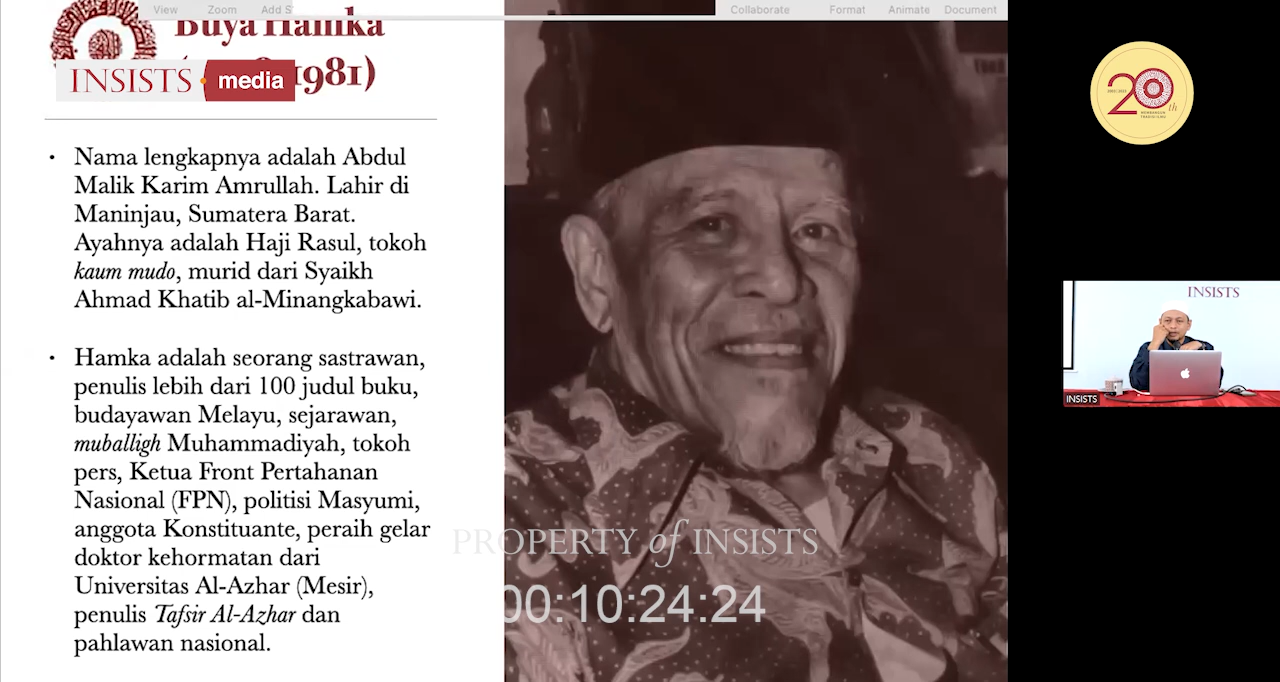 View Zoom Add S Collaborate Format Animate Document
Buya Hamka
1981)
INSISTS media
• Nama lengkapnya adalah Abdul
Malik Karim Amrullah. Lahir di
Maninjau, Sumatera Barat.
Ayahnya adalah Haji Rasul, tokoh
kaum mudo, murid dari Syaikh
Ahmad Khatib al-Minangkabawi.
• Hamka adalah seorang sastrawan,
penulis lebih dari 100 judul buku,
budayawan Melayu, sejarawan,
muballigh Muhammadiyah, tokoh
pers, Ketua Front Pertahanan
Nasional (FPN), politisi Masyumi,
anggota Konstituante, peraih gelar
doktor kehormatan dari
Universitas Al-Azhar (Mesir),
penulis Tafsir Al-Azhar dan
pahlawan nasional.
PROPERTY of INSISTS
00:10:24:24
20th
INSISTS
INSISTS